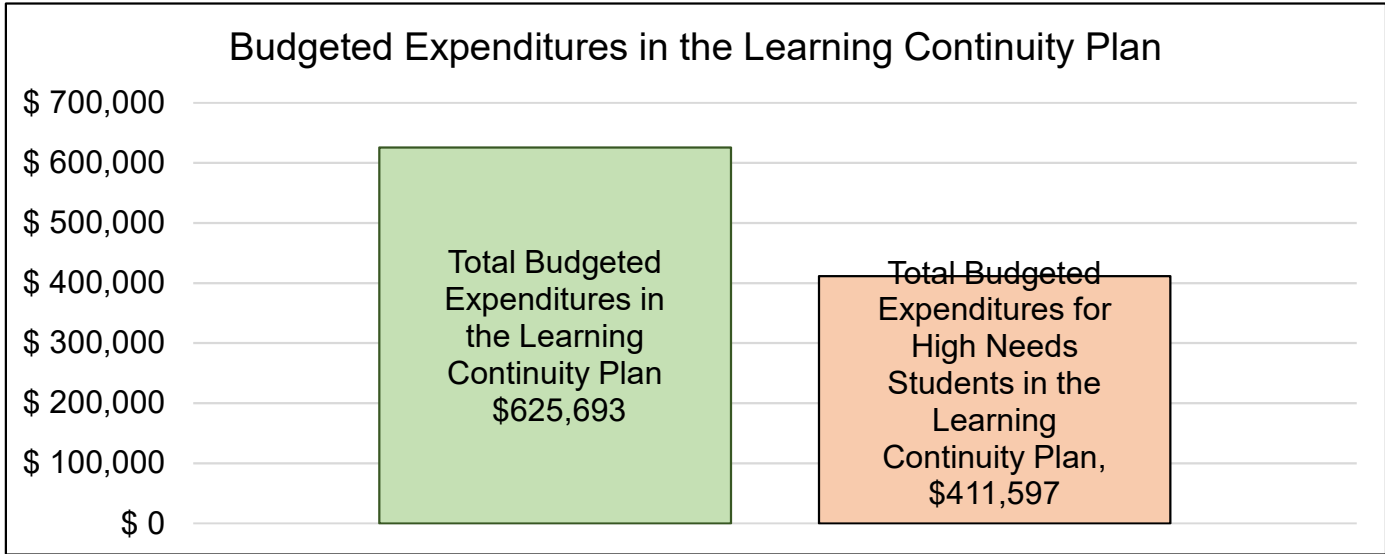 Budgeted Expenditures in the Learning Continuity Plan
$ 700,000
$ 600,000
$ 500,000
$ 400,000
$ 300,000
$ 200,000
$ 100,000
$ 0
Total Budgeted
Expenditures in
the Learning
Continuity Plan
$625,693
Total Budgeted
Expenditures for
High Needs
Students in the
Learning
Continuity Plan,
$411,597